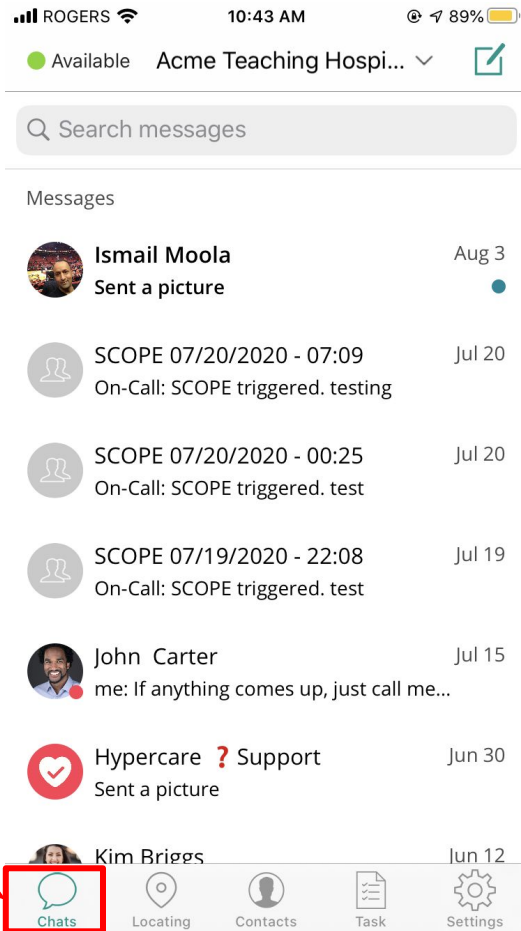 ROGERS 10:43 AM 89%
Available Acme Teaching Hospi...
Search messages
Messages
Ismail Moola Aug 3
Sent a picture
SCOPE 07/20/2020 - 07:09 Jul 20
On-Call: SCOPE triggered. testing
SCOPE 07/20/2020 - 00:25 Jul 20
On-Call: SCOPE triggered. test
SCOPE 07/19/2020 - 22:08 Jul 19
On-Call: SCOPE triggered. test
John Carter Jul 15
me: If anything comes up, just call me...
Hypercare ❓ Support Jun 30
Sent a picture
Kim Briggs Jun 12
Chats Locating Contacts Task Settings